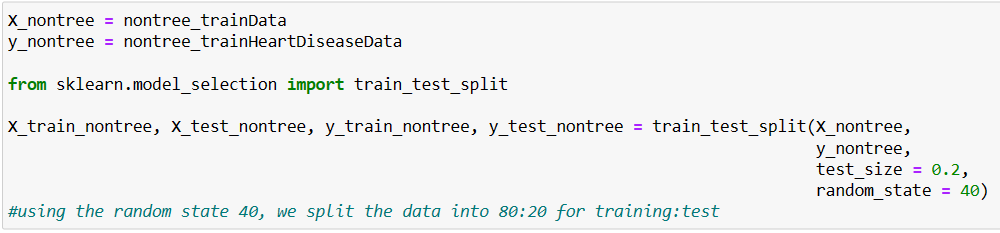 X_nontree = nontree_trainData
y_nontree = nontree_trainHeartDiseaseData
from sklearn.model_selection import train_test_split
X_train_nontree, X_test_nontree, y_train_nontree, y_test_nontree = train_test_split(X_nontree,
y_nontree,
test_size = 0.2,
random_state = 40)
#using the random state 40, we split the data into 80:20 for training:test